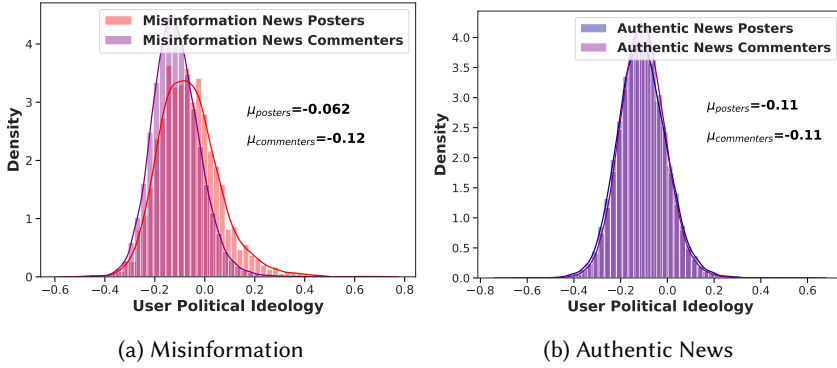 Misinformation News Posters
Misinformation News Commenters
μposters=-0.062
μcommenters=-0.12
Density
4
3
2
1
0
−0.6 −0.4 −0.2 0.0 0.2 0.4 0.6 0.8
User Political Ideology
(a) Misinformation
Authentic News Posters
Authentic News Commenters
μposters=-0.11
μcommenters=-0.11
Density
4.0
3.5
3.0
2.5
2.0
1.5
1.0
0.5
0.0
−0.8 −0.6 −0.4 −0.2 0.0 0.2 0.4 0.6
User Political Ideology
(b) Authentic News